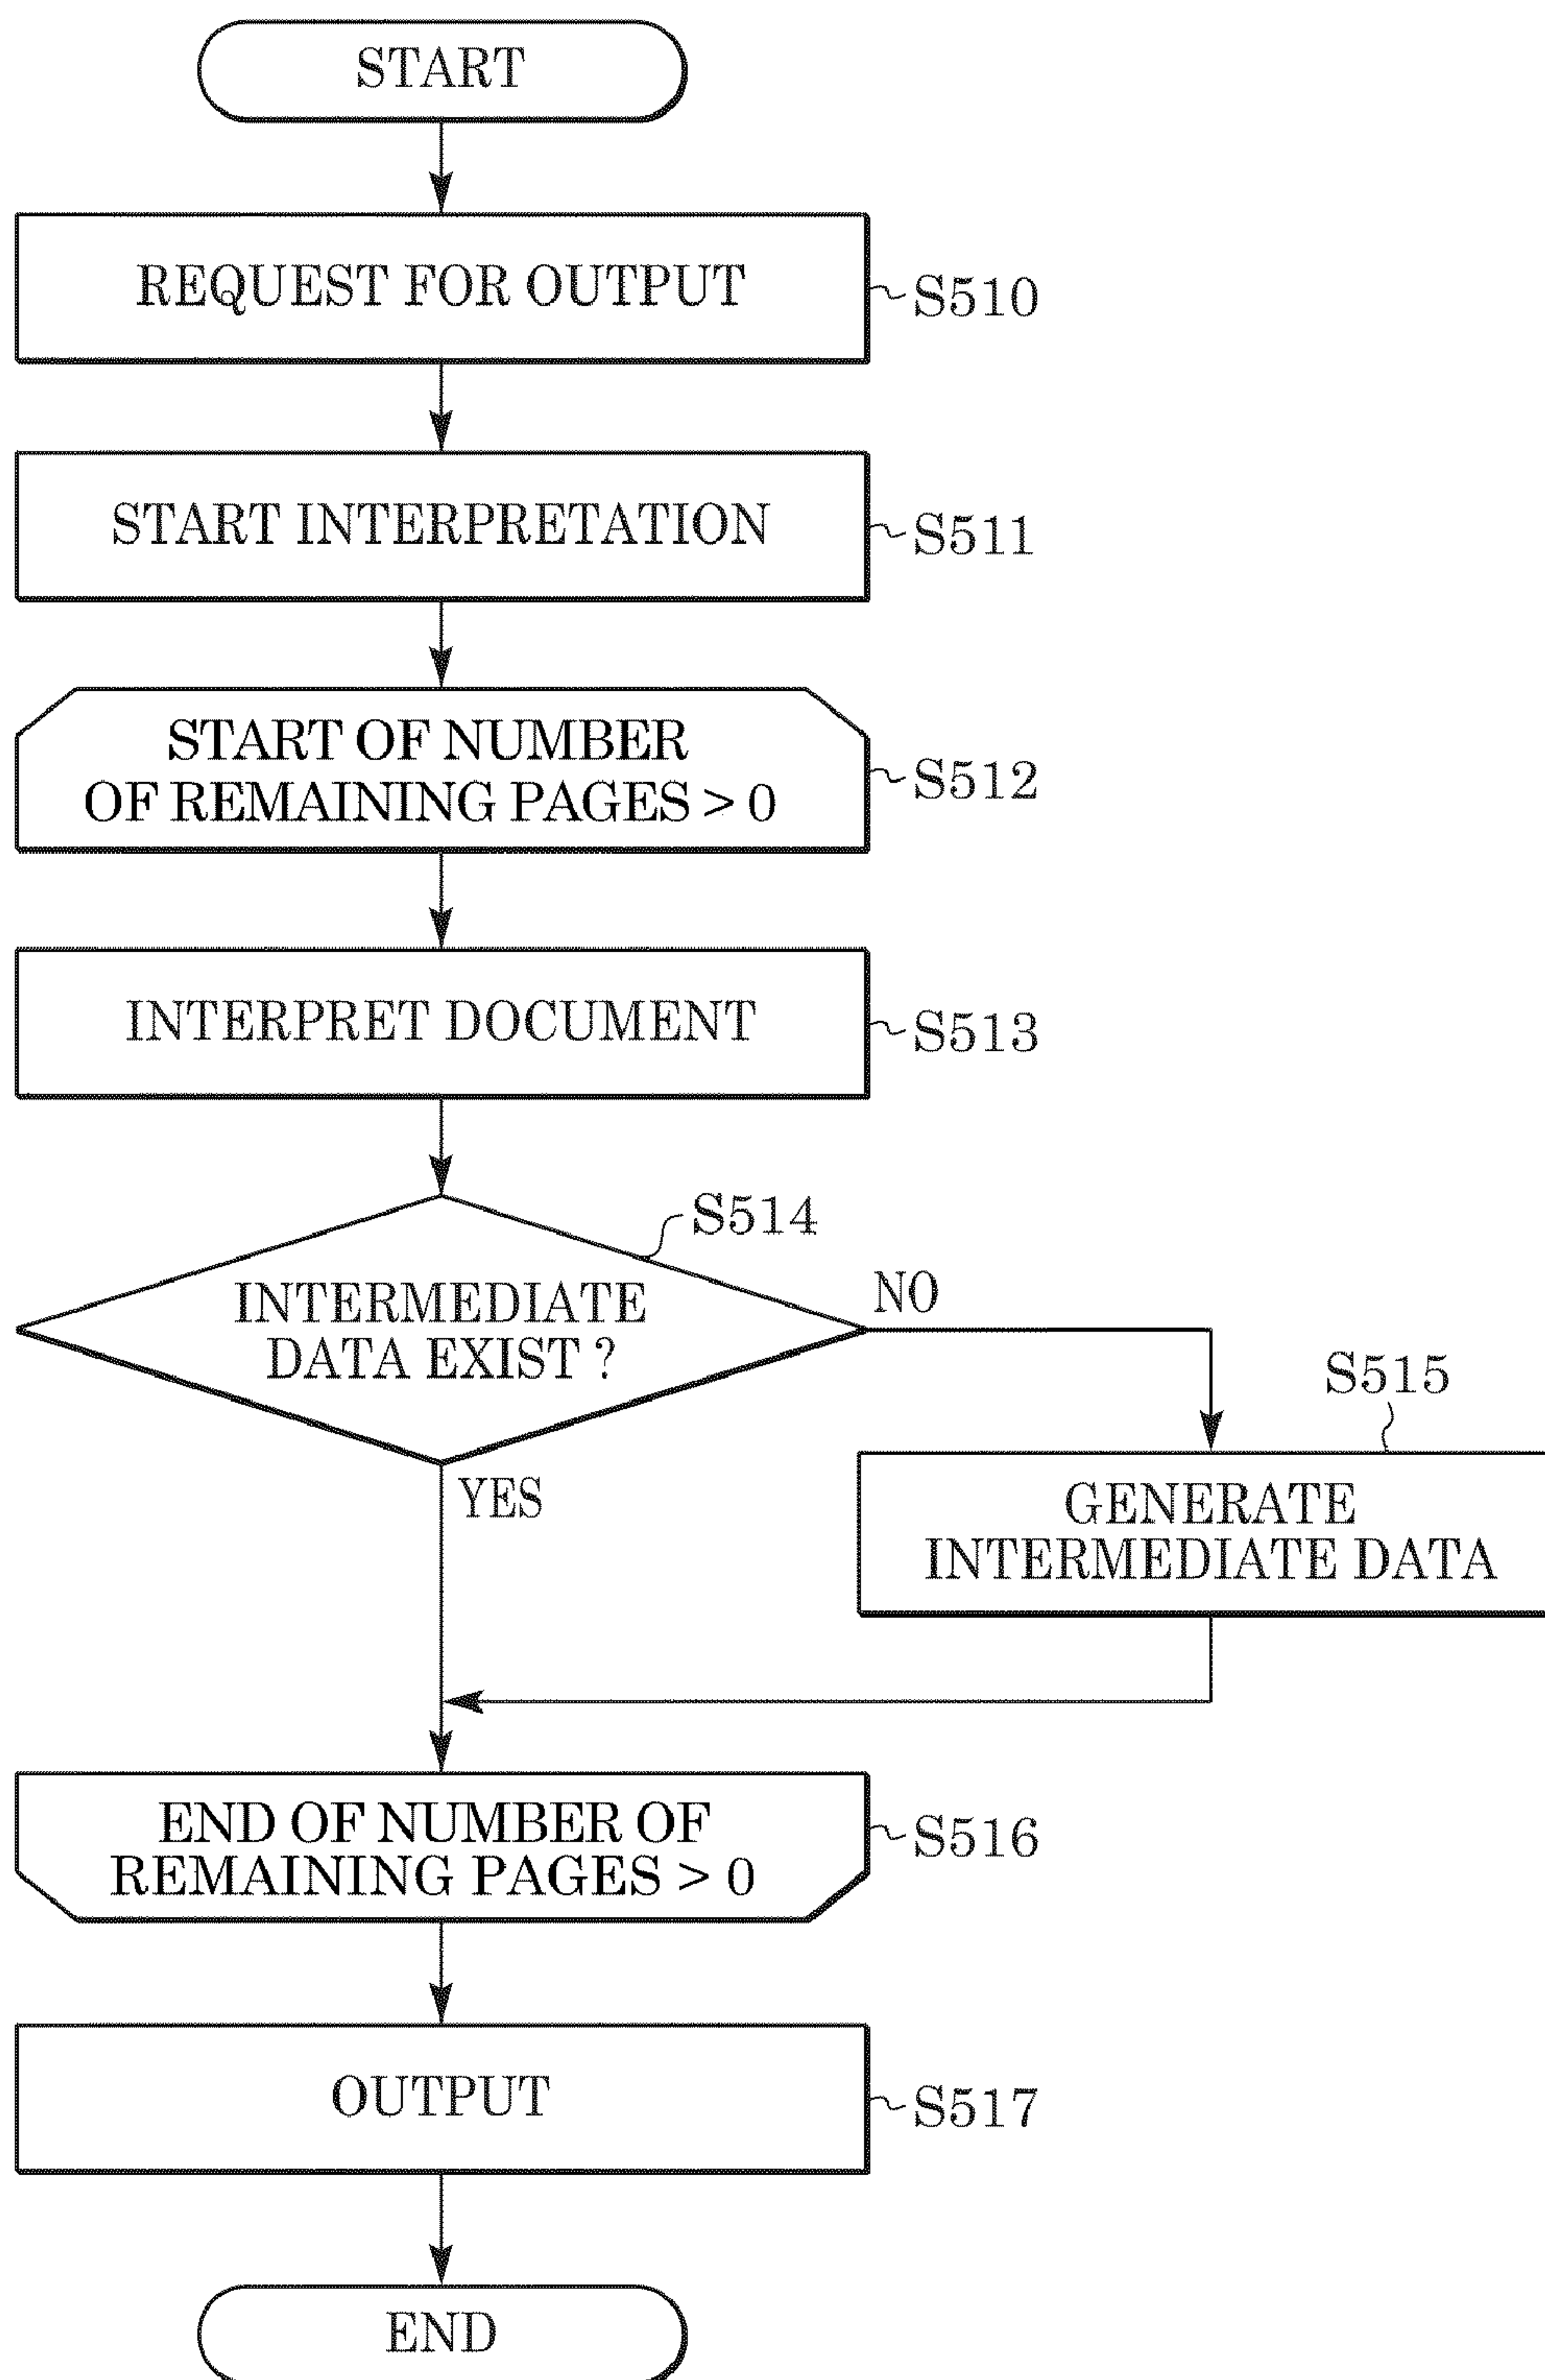 START
REQUEST FOR OUTPUT
S510
START INTERPRETATION
S511
START OF NUMBER
OF REMAINING PAGES > 0
S512
INTERPRET DOCUMENT
S513
S514
INTERMEDIATE
DATA EXIST ?
NO
YES
S515
GENERATE
INTERMEDIATE DATA
END OF NUMBER OF
REMAINING PAGES > 0
S516
OUTPUT
S517
END